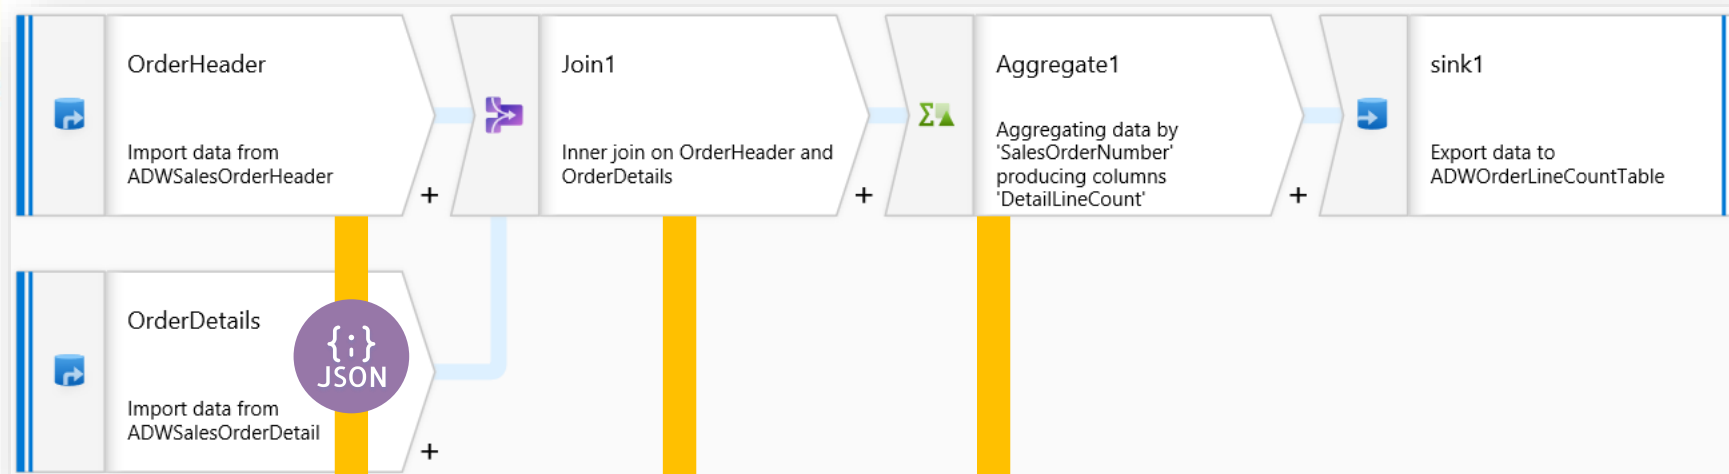 OrderHeader
Import data from
ADWSalesOrderHeader
+
Join1
Inner join on OrderHeader and
OrderDetails
+
Aggregate1
Aggregating data by
'SalesOrderNumber'
producing columns
'DetailLineCount'
+
sink1
Export data to
ADWOrderLineCountTable
OrderDetails
Import data from
ADWSalesOrderDetail
+
{;}
JSON